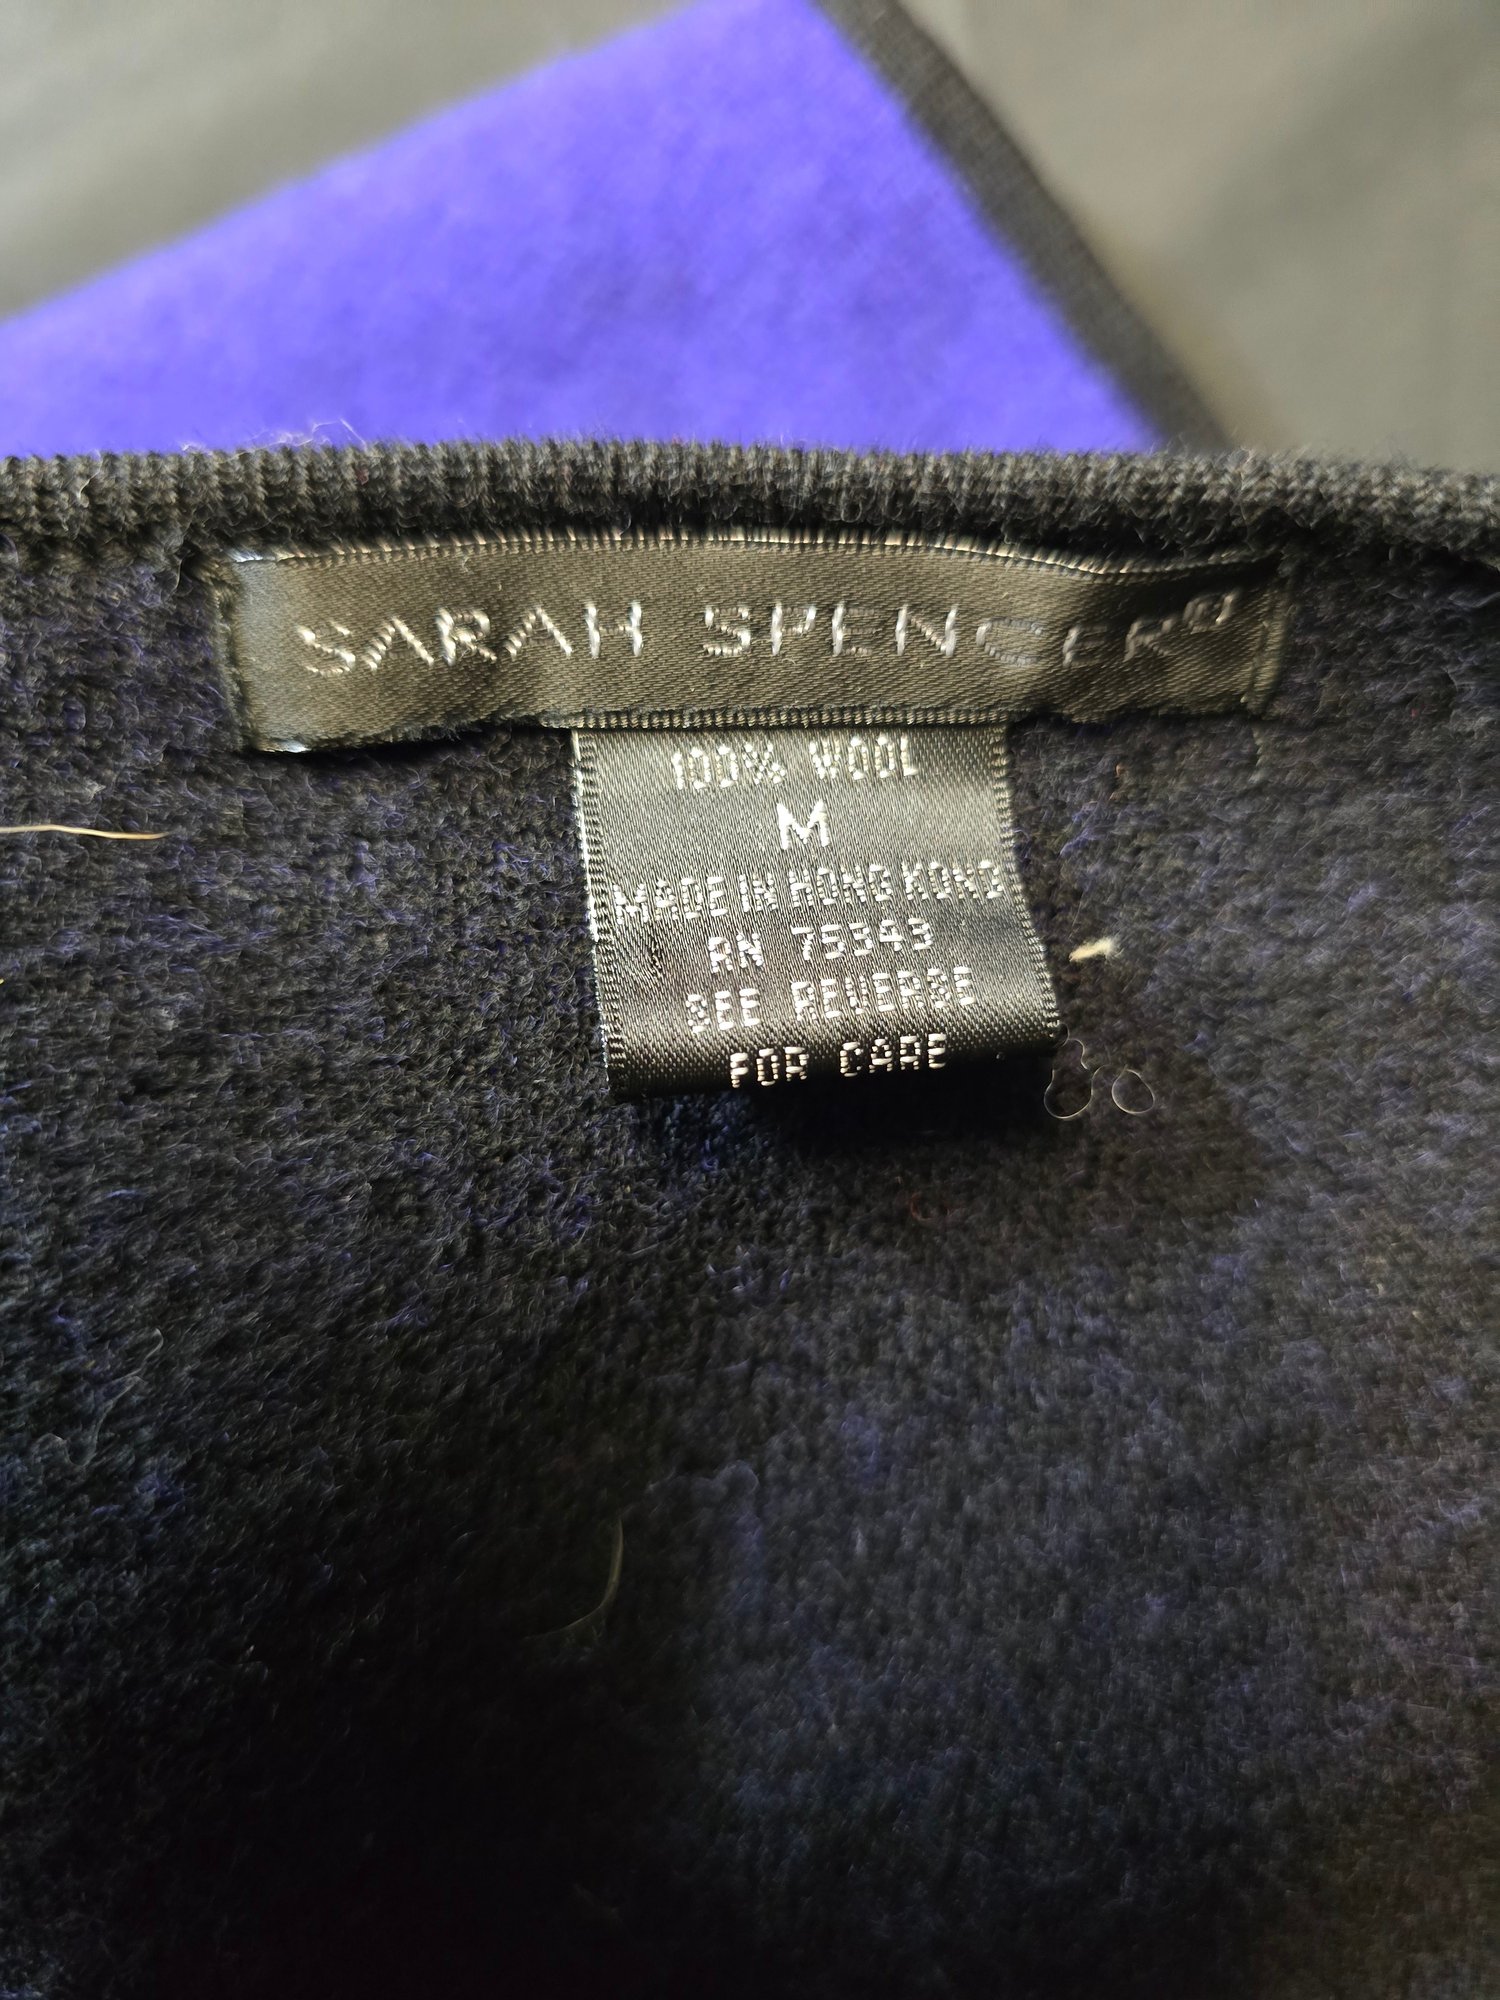 SARAH SPENCER®
100% WOOL
M
MADE IN HONG KONG
RN 75343
SEE REVERSE
FOR CARE